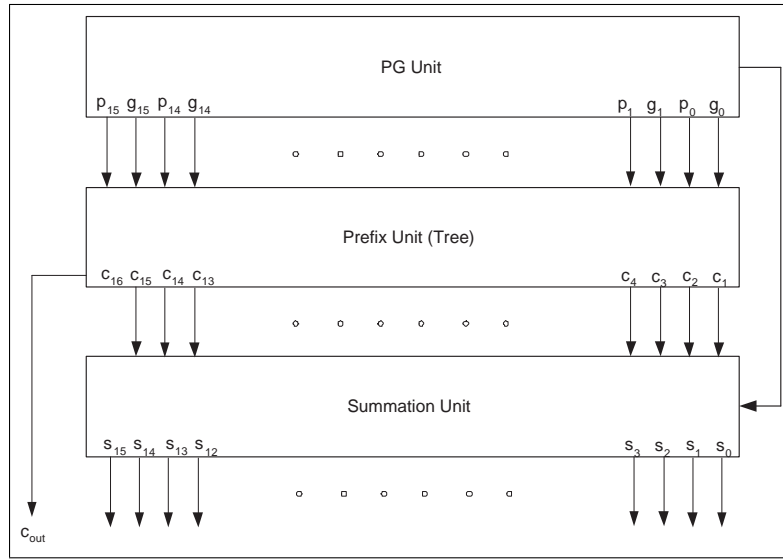 PG Unit
p15 g15 p14 g14 p1 g1 p0 g0
Prefix Unit (Tree)
c16 c15 c14 c13 c4 c3 c2 c1
Summation Unit
s15 s14 s13 s12 s3 s2 s1 s0
cout